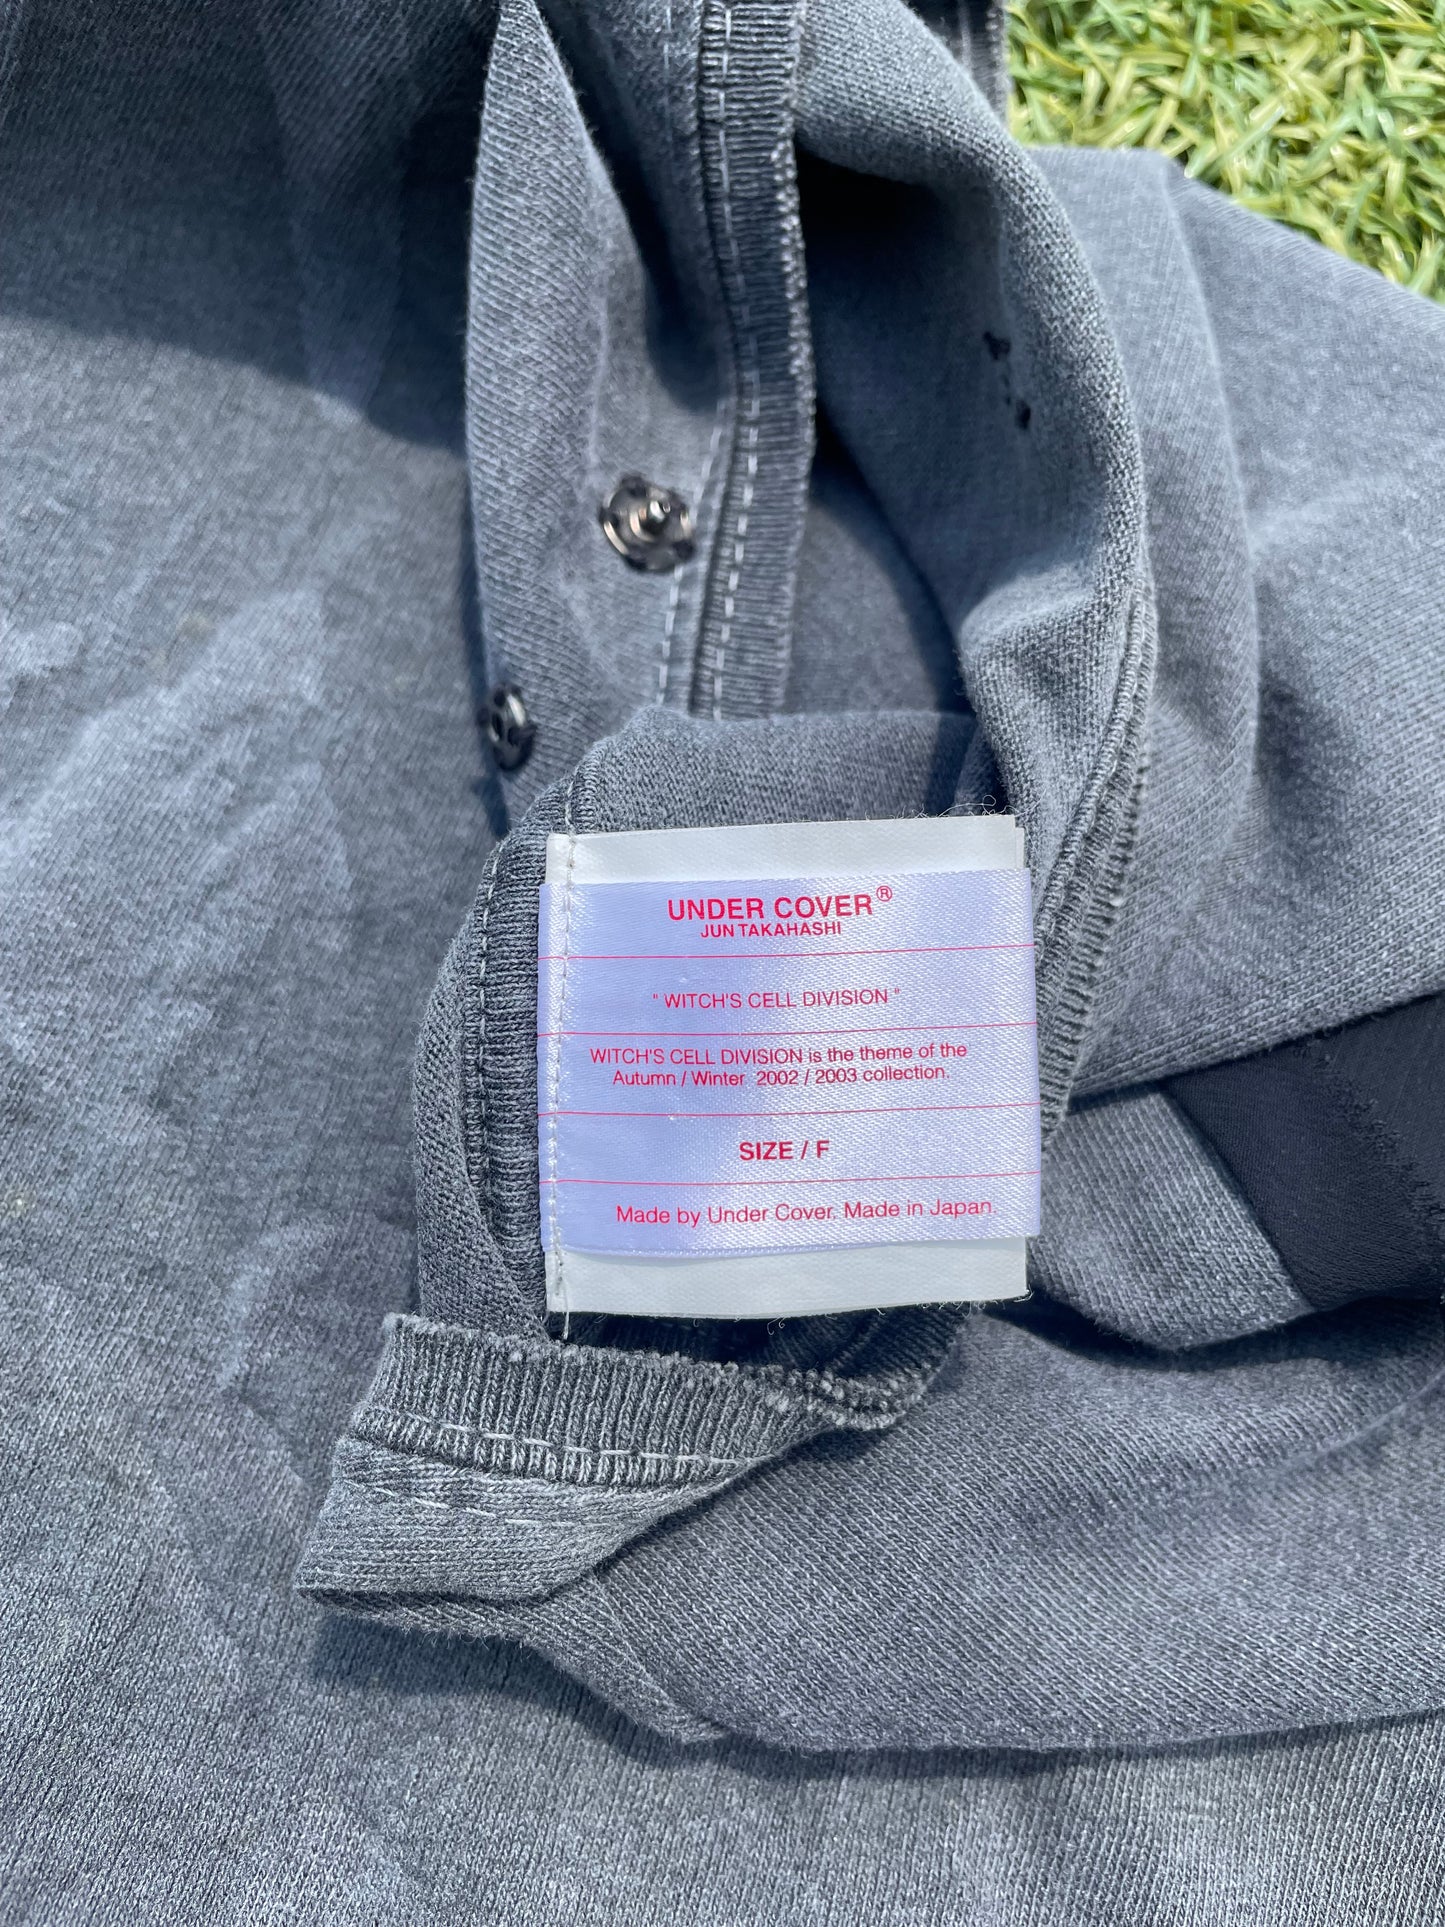 UNDER COVER®
JUN TAKAHASHI
" WITCH'S CELL DIVISION "
WITCH'S CELL DIVISION is the theme of the
Autumn / Winter 2002 / 2003 collection.
SIZE / F
Made by Under Cover. Made in Japan.